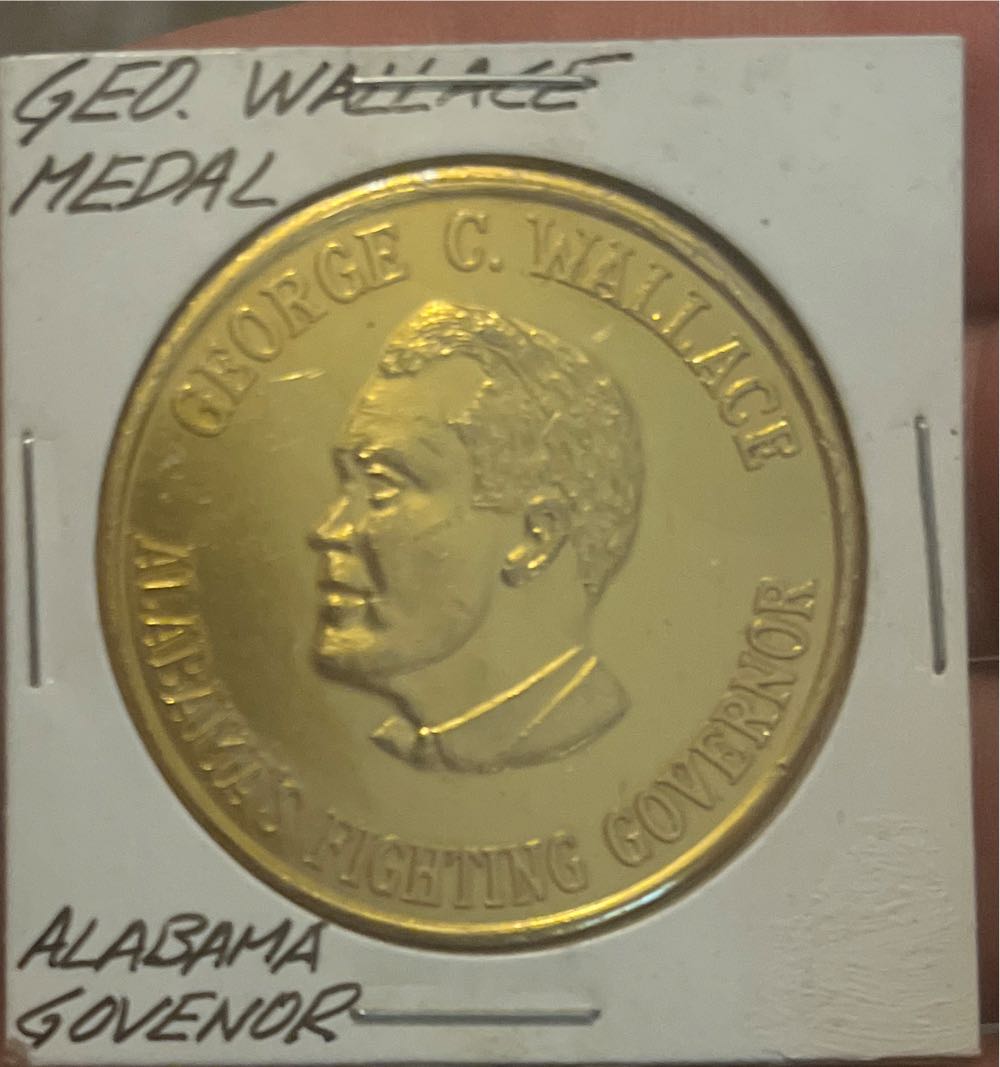 GEO. WALLACE
MEDAL
GEORGE C. WALLACE
ALABAMA'S FIGHTING GOVERNOR
ALABAMA
GOVENOR